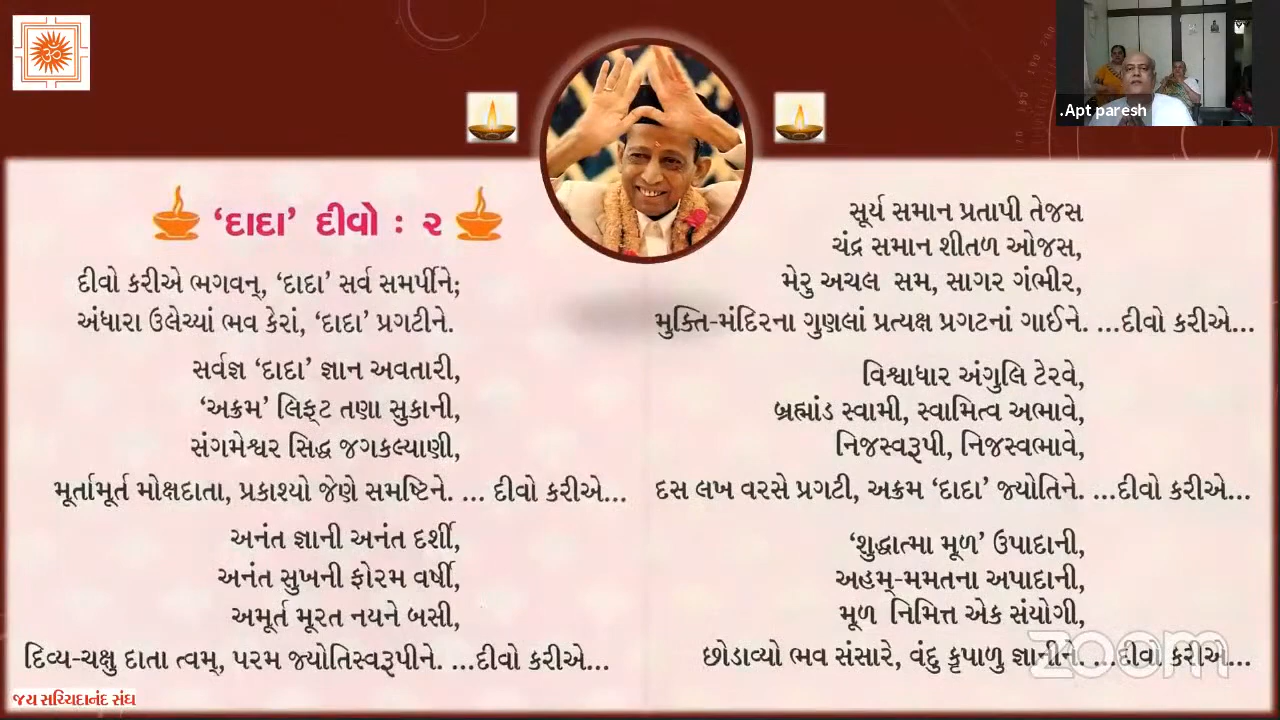 .Apt paresh
‘દાદા’ દીવો : ૨
દીવો કરીએ ભગવન્, ‘દાદા’ સર્વ સમર્પીને;
અંધારા ઉલેચ્યાં ભવ કેરાં, ‘દાદા’ પ્રગટીને.
સર્વજ્ઞ ‘દાદા’ જ્ઞાન અવતારી,
‘અક્રમ’ લિફ્ટ તણા સુકાની,
સંગમેશ્વર સિદ્ધ જગકલ્યાણી,
મૂર્તામૂર્ત મોક્ષદાતા, પ્રકાશ્યો જેણે સમષ્ટિને. ... દીવો કરીએ...
અનંત જ્ઞાની અનંત દર્શી,
અનંત સુખની ફોરમ વર્ષી,
અમૂર્ત મૂરત નયને બસી,
દિવ્ય-ચક્ષુ દાતા ત્વમ્, પરમ જ્યોતિસ્વરૂપીને. ...દીવો કરીએ...
સૂર્ય સમાન પ્રતાપી તેજસ
ચંદ્ર સમાન શીતળ ઓજસ,
મેરુ અચલ સમ, સાગર ગંભીર,
મુક્તિ-મંદિરના ગુણલાં પ્રત્યક્ષ પ્રગટનાં ગાઈને. ...દીવો કરીએ...
વિશ્વાધાર અંગુલિ ટેરવે,
બ્રહ્માંડ સ્વામી, સ્વામિત્વ અભાવે,
નિજસ્વરૂપી, નિજસ્વભાવે,
દસ લખ વરસે પ્રગટી, અક્રમ ‘દાદા’ જ્યોતિને. ...દીવો કરીએ...
‘શુદ્ધાત્મા મૂળ’ ઉપાદાની,
અહમ્-મમતના અપાદાની,
મૂળ નિમિત્ત એક સંયોગી,
છોડાવ્યો ભવ સંસારે, વંદુ કૃપાળુ જ્ઞાનીને. ...દીવો કરીએ...
zoom
જય સચ્ચિદાનંદ સંઘ